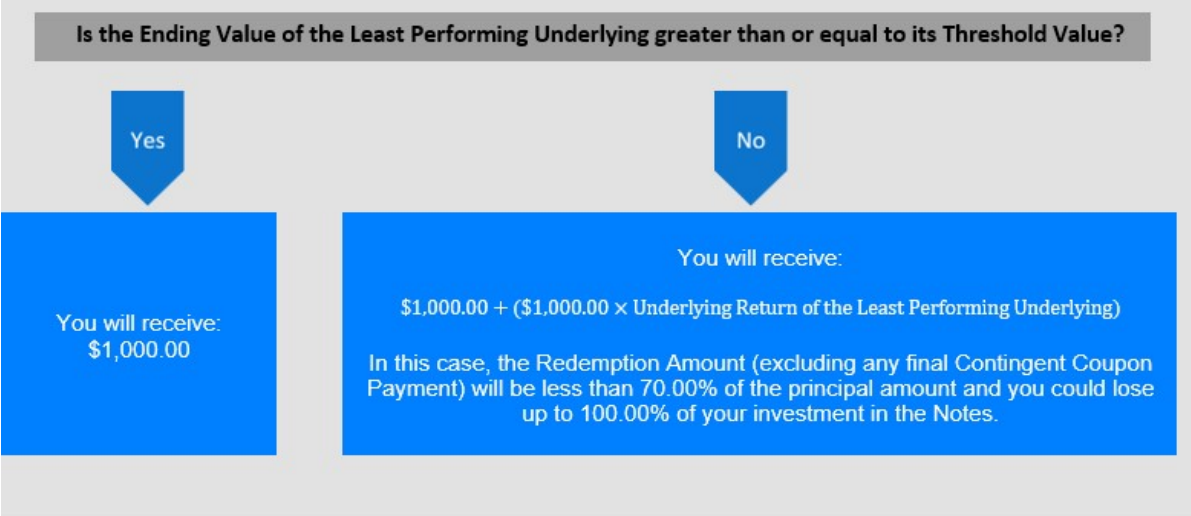 Is the Ending Value of the Least Performing Underlying greater than or equal to its Threshold Value?
Yes
No
You will receive:
$1,000.00
You will receive:
$1,000.00 + ($1,000.00 × Underlying Return of the Least Performing Underlying)
In this case, the Redemption Amount (excluding any final Contingent Coupon
Payment) will be less than 70.00% of the principal amount and you could lose
up to 100.00% of your investment in the Notes.